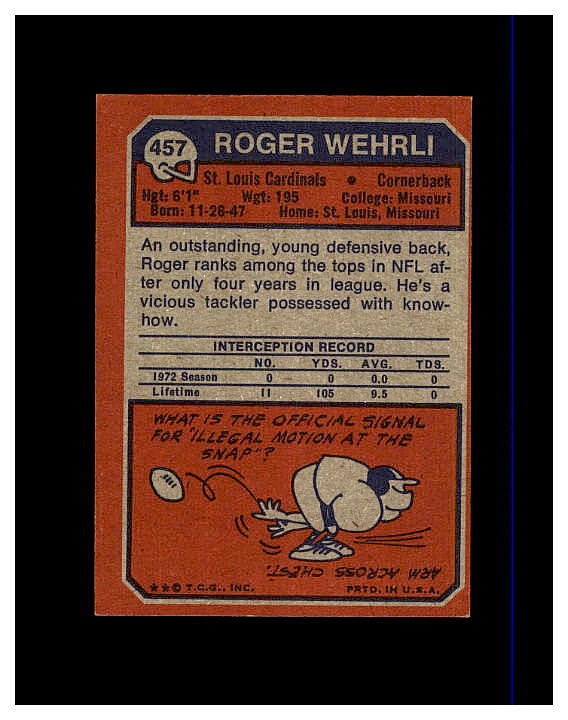 457
ROGER WEHRLI
St. Louis Cardinals • Cornerback
Hgt: 6'1" Wgt: 195 College: Missouri
Born: 11-26-47 Home: St. Louis, Missouri
An outstanding, young defensive back,
Roger ranks among the tops in NFL af-
ter only four years in league. He's a
vicious tackler possessed with know-
how.
INTERCEPTION RECORD
NO. YDS. AVG. TDS.
1972 Season 0 0 0.0 0
Lifetime 11 105 9.5 0
WHAT IS THE OFFICIAL SIGNAL
FOR "ILLEGAL MOTION AT THE
SNAP"?
ARM ACROSS CHEST.
★★© T.C.G., INC. PRTD. IN U.S.A.